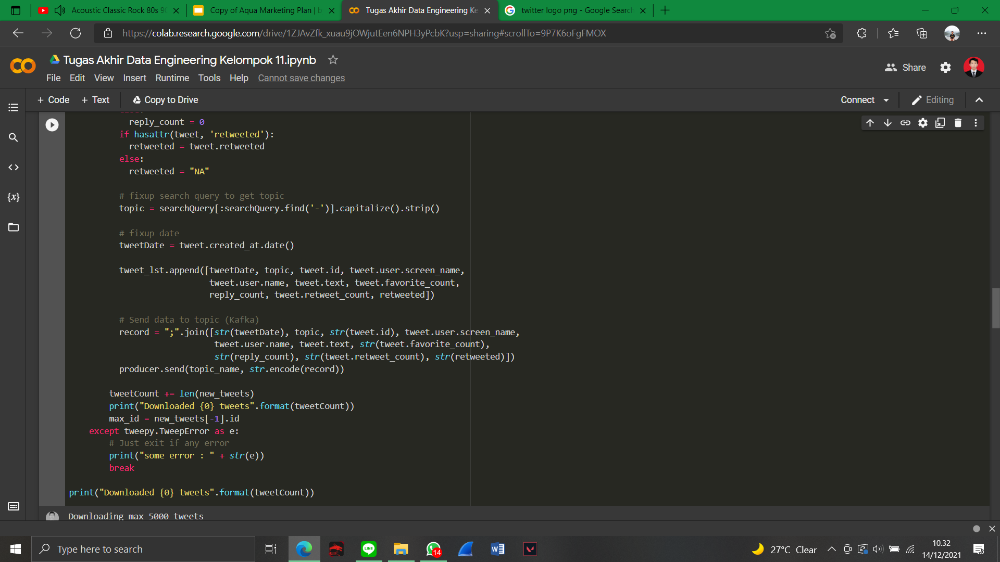 Acoustic Classic Rock 80s 90
Copy of Aqua Marketing Plan | b
Tugas Akhir Data Engineering Ke
twitter logo png - Google Search
https://colab.research.google.com/drive/1ZJAvZfk_xuau9jOWjutEen6NPH3yPcbK?usp=sharing#scrollTo=9P7K6oFgFMOX
Tugas Akhir Data Engineering Kelompok 11.ipynb
Share
File Edit View Insert Runtime Tools Help Cannot save changes
+ Code + Text Copy to Drive
Connect
Editing
reply_count = 0
if hasattr(tweet, 'retweeted'):
retweeted = tweet.retweeted
else:
retweeted = "NA"
# fixup search query to get topic
topic = searchQuery[:searchQuery.find('-')].capitalize().strip()
# fixup date
tweetDate = tweet.created_at.date()
tweet_lst.append([tweetDate, topic, tweet.id, tweet.user.screen_name,
tweet.user.name, tweet.text, tweet.favorite_count,
reply_count, tweet.retweet_count, retweeted])
# Send data to topic (Kafka)
record = ";".join([str(tweetDate), topic, str(tweet.id), tweet.user.screen_name,
tweet.user.name, tweet.text, str(tweet.favorite_count),
str(reply_count), str(tweet.retweet_count), str(retweeted)])
producer.send(topic_name, str.encode(record))
tweetCount += len(new_tweets)
print("Downloaded {0} tweets".format(tweetCount))
max_id = new_tweets[-1].id
except tweepy.TweepError as e:
# Just exit if any error
print("some error : " + str(e))
break
print("Downloaded {0} tweets".format(tweetCount))
Downloading max 5000 tweets
{x}
Type here to search
LINE
14
27°C Clear
10.32
14/12/2021